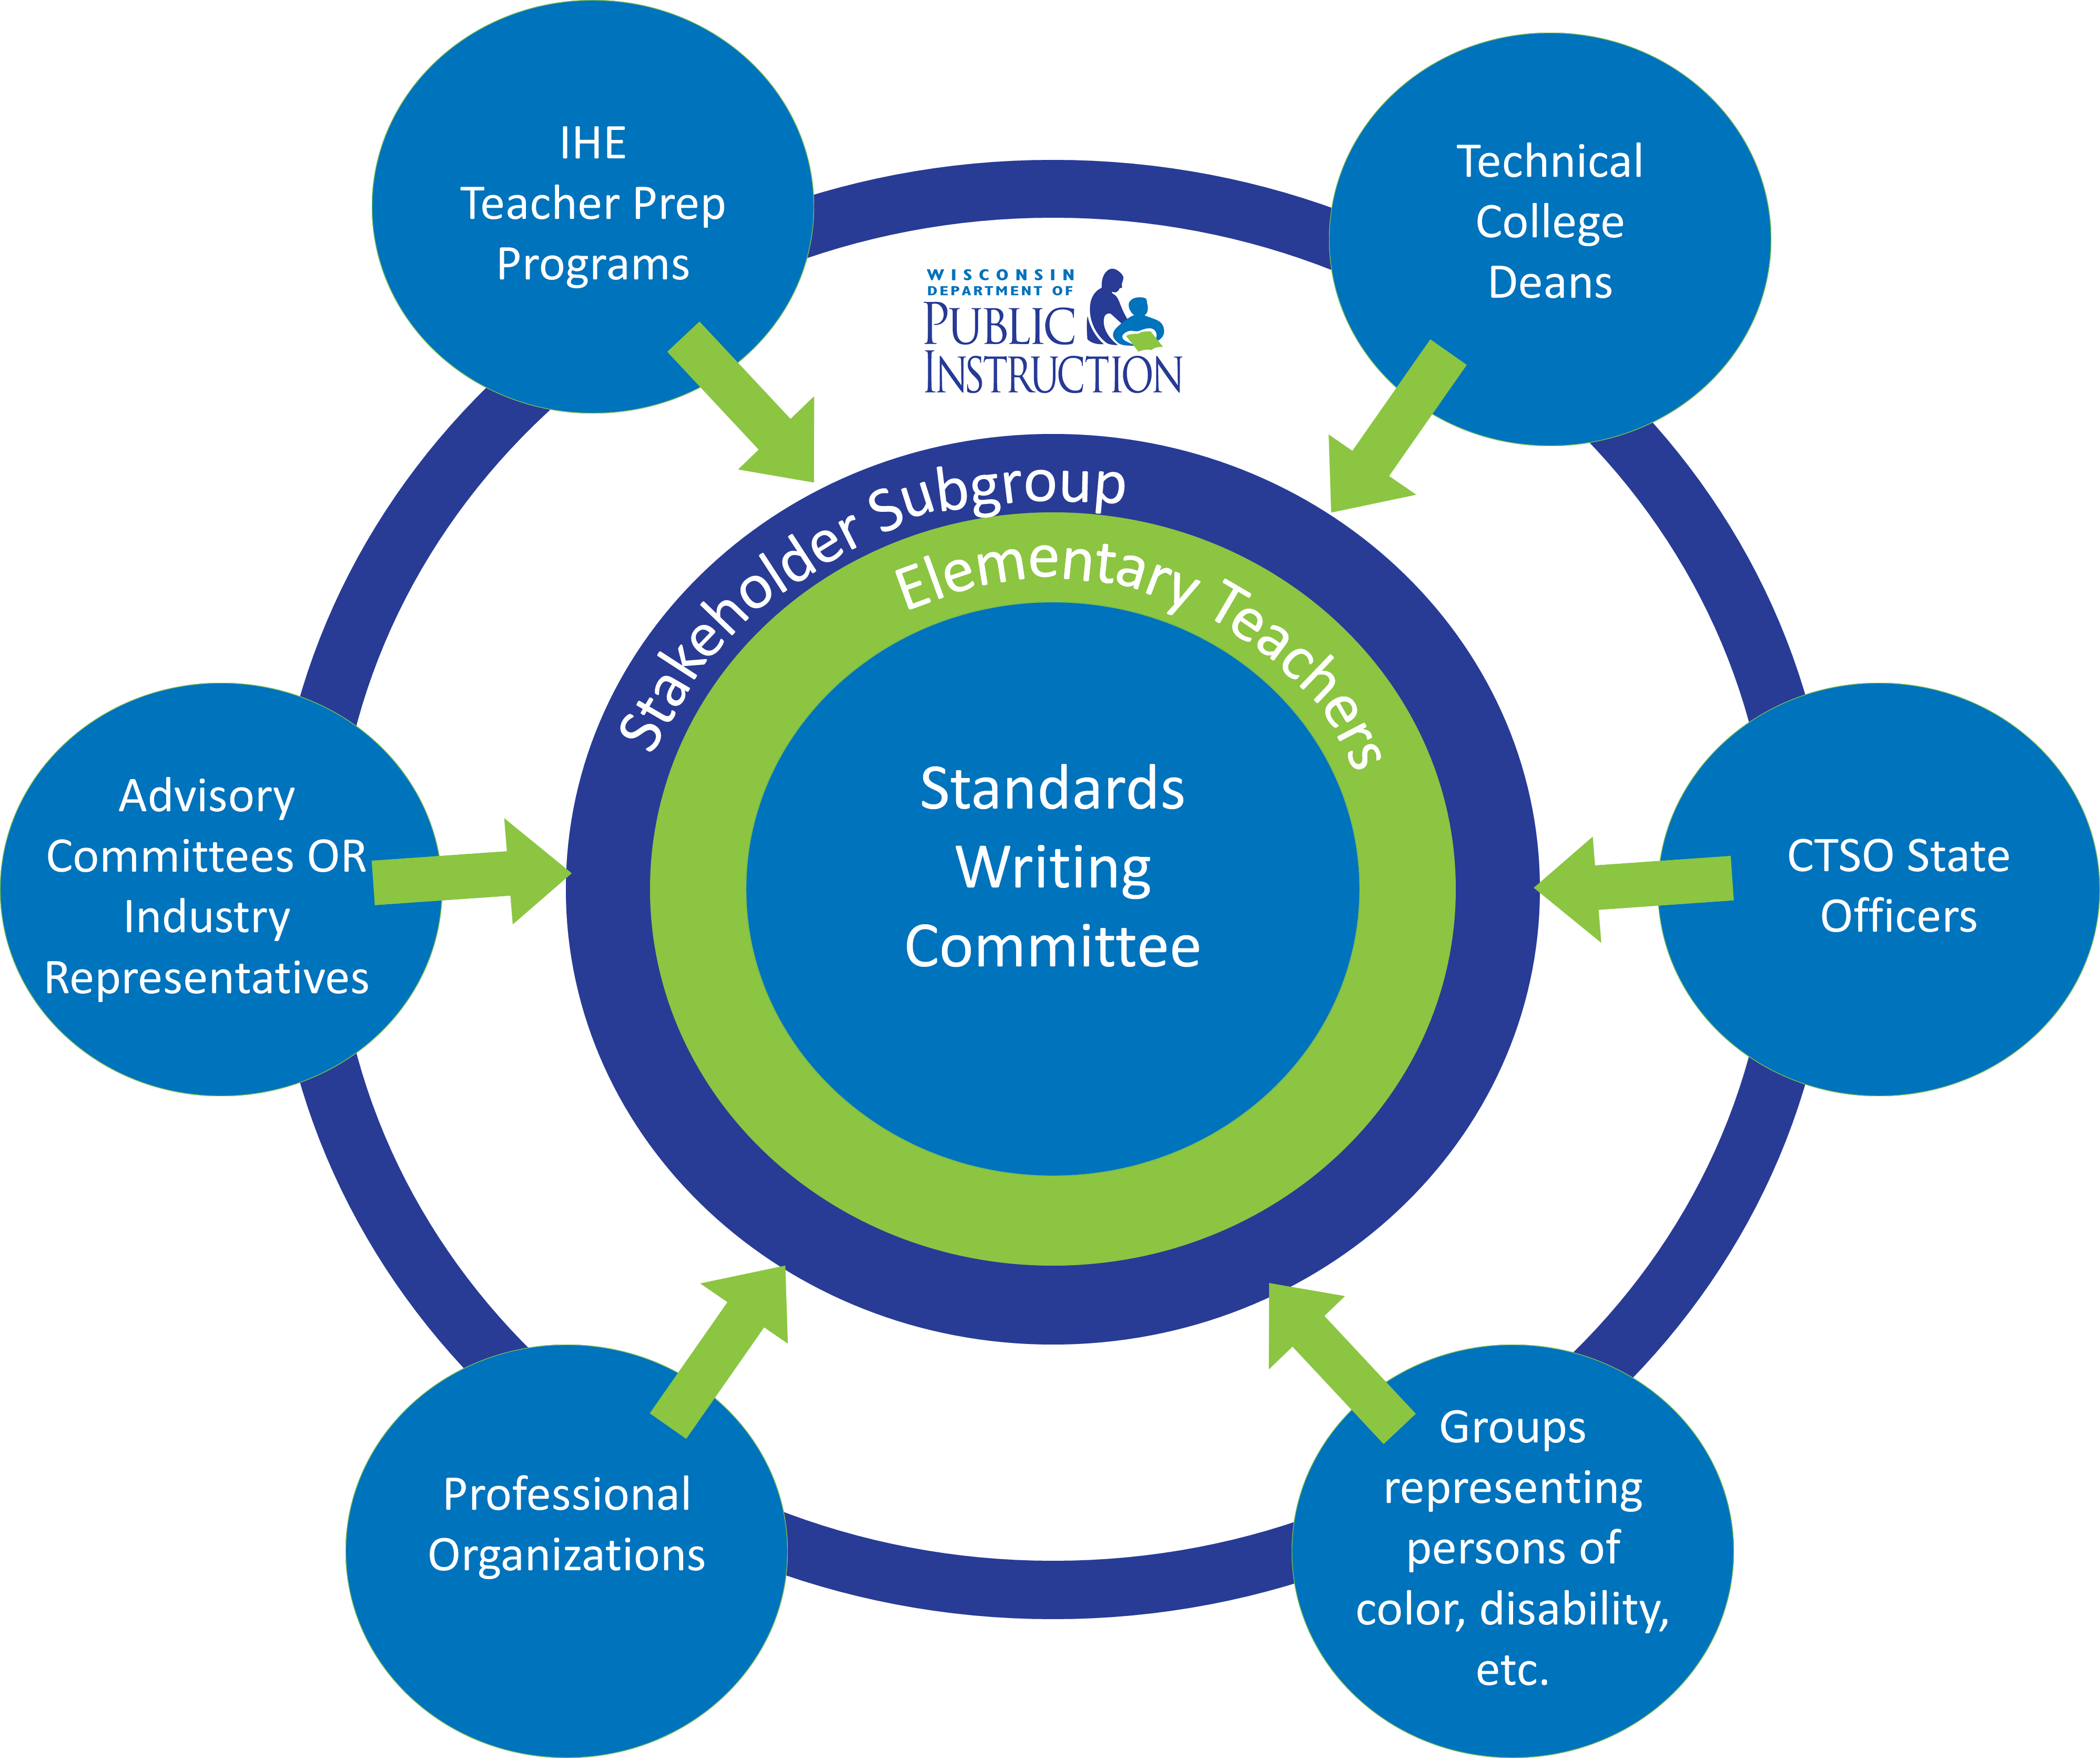 IHE
Teacher Prep
Programs
Technical
College
Deans
WISCONSIN
DEPARTMENT OF
PUBLIC
INSTRUCTION
Stakeholder Subgroup
Elementary Teachers
Standards
Writing
Committee
Advisory
Committees OR
Industry
Representatives
CTSO State
Officers
Professional
Organizations
Groups
representing
persons of
color, disability,
etc.